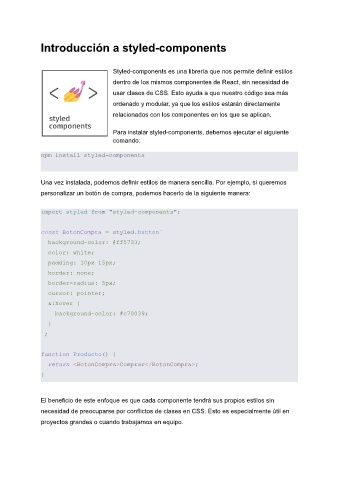 Introducción a styled-components
styled
components
Styled-components es una librería que nos permite definir estilos
dentro de los mismos componentes de React, sin necesidad de
usar clases de CSS. Esto ayuda a que nuestro código sea más
ordenado y modular, ya que los estilos estarán directamente
relacionados con los componentes en los que se aplican.
Para instalar styled-components, debemos ejecutar el siguiente
comando:
npm install styled-components
Una vez instalada, podemos definir estilos de manera sencilla. Por ejemplo, si queremos
personalizar un botón de compra, podemos hacerlo de la siguiente manera:
import styled from "styled-components";
const BotonCompra = styled.button`
background-color: #ff5733;
color: white;
padding: 10px 15px;
border: none;
border-radius: 5px;
cursor: pointer;
&:hover {
background-color: #c70039;
}
`;
function Producto() {
return <BotonCompra>Comprar</BotonCompra>;
}
El beneficio de este enfoque es que cada componente tendrá sus propios estilos sin
necesidad de preocuparse por conflictos de clases en CSS. Esto es especialmente útil en
proyectos grandes o cuando trabajamos en equipo.